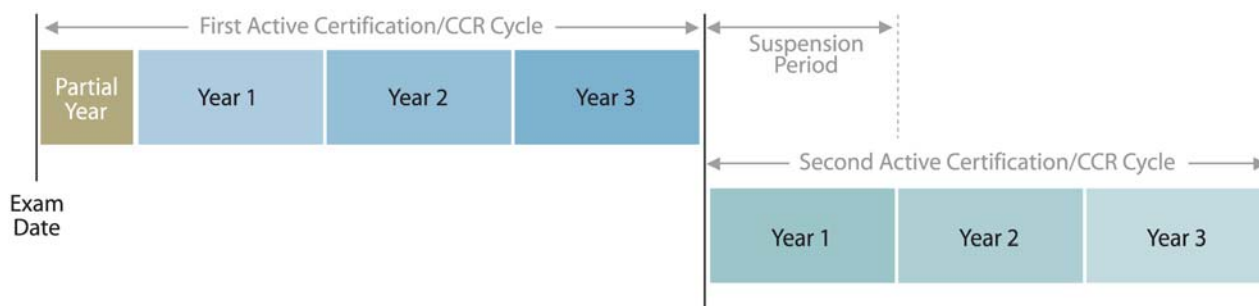 First Active Certification/CCR Cycle
Suspension
Period
Partial
Year
Year 1
Year 2
Year 3
Second Active Certification/CCR Cycle
Exam
Date
Year 1
Year 2
Year 3